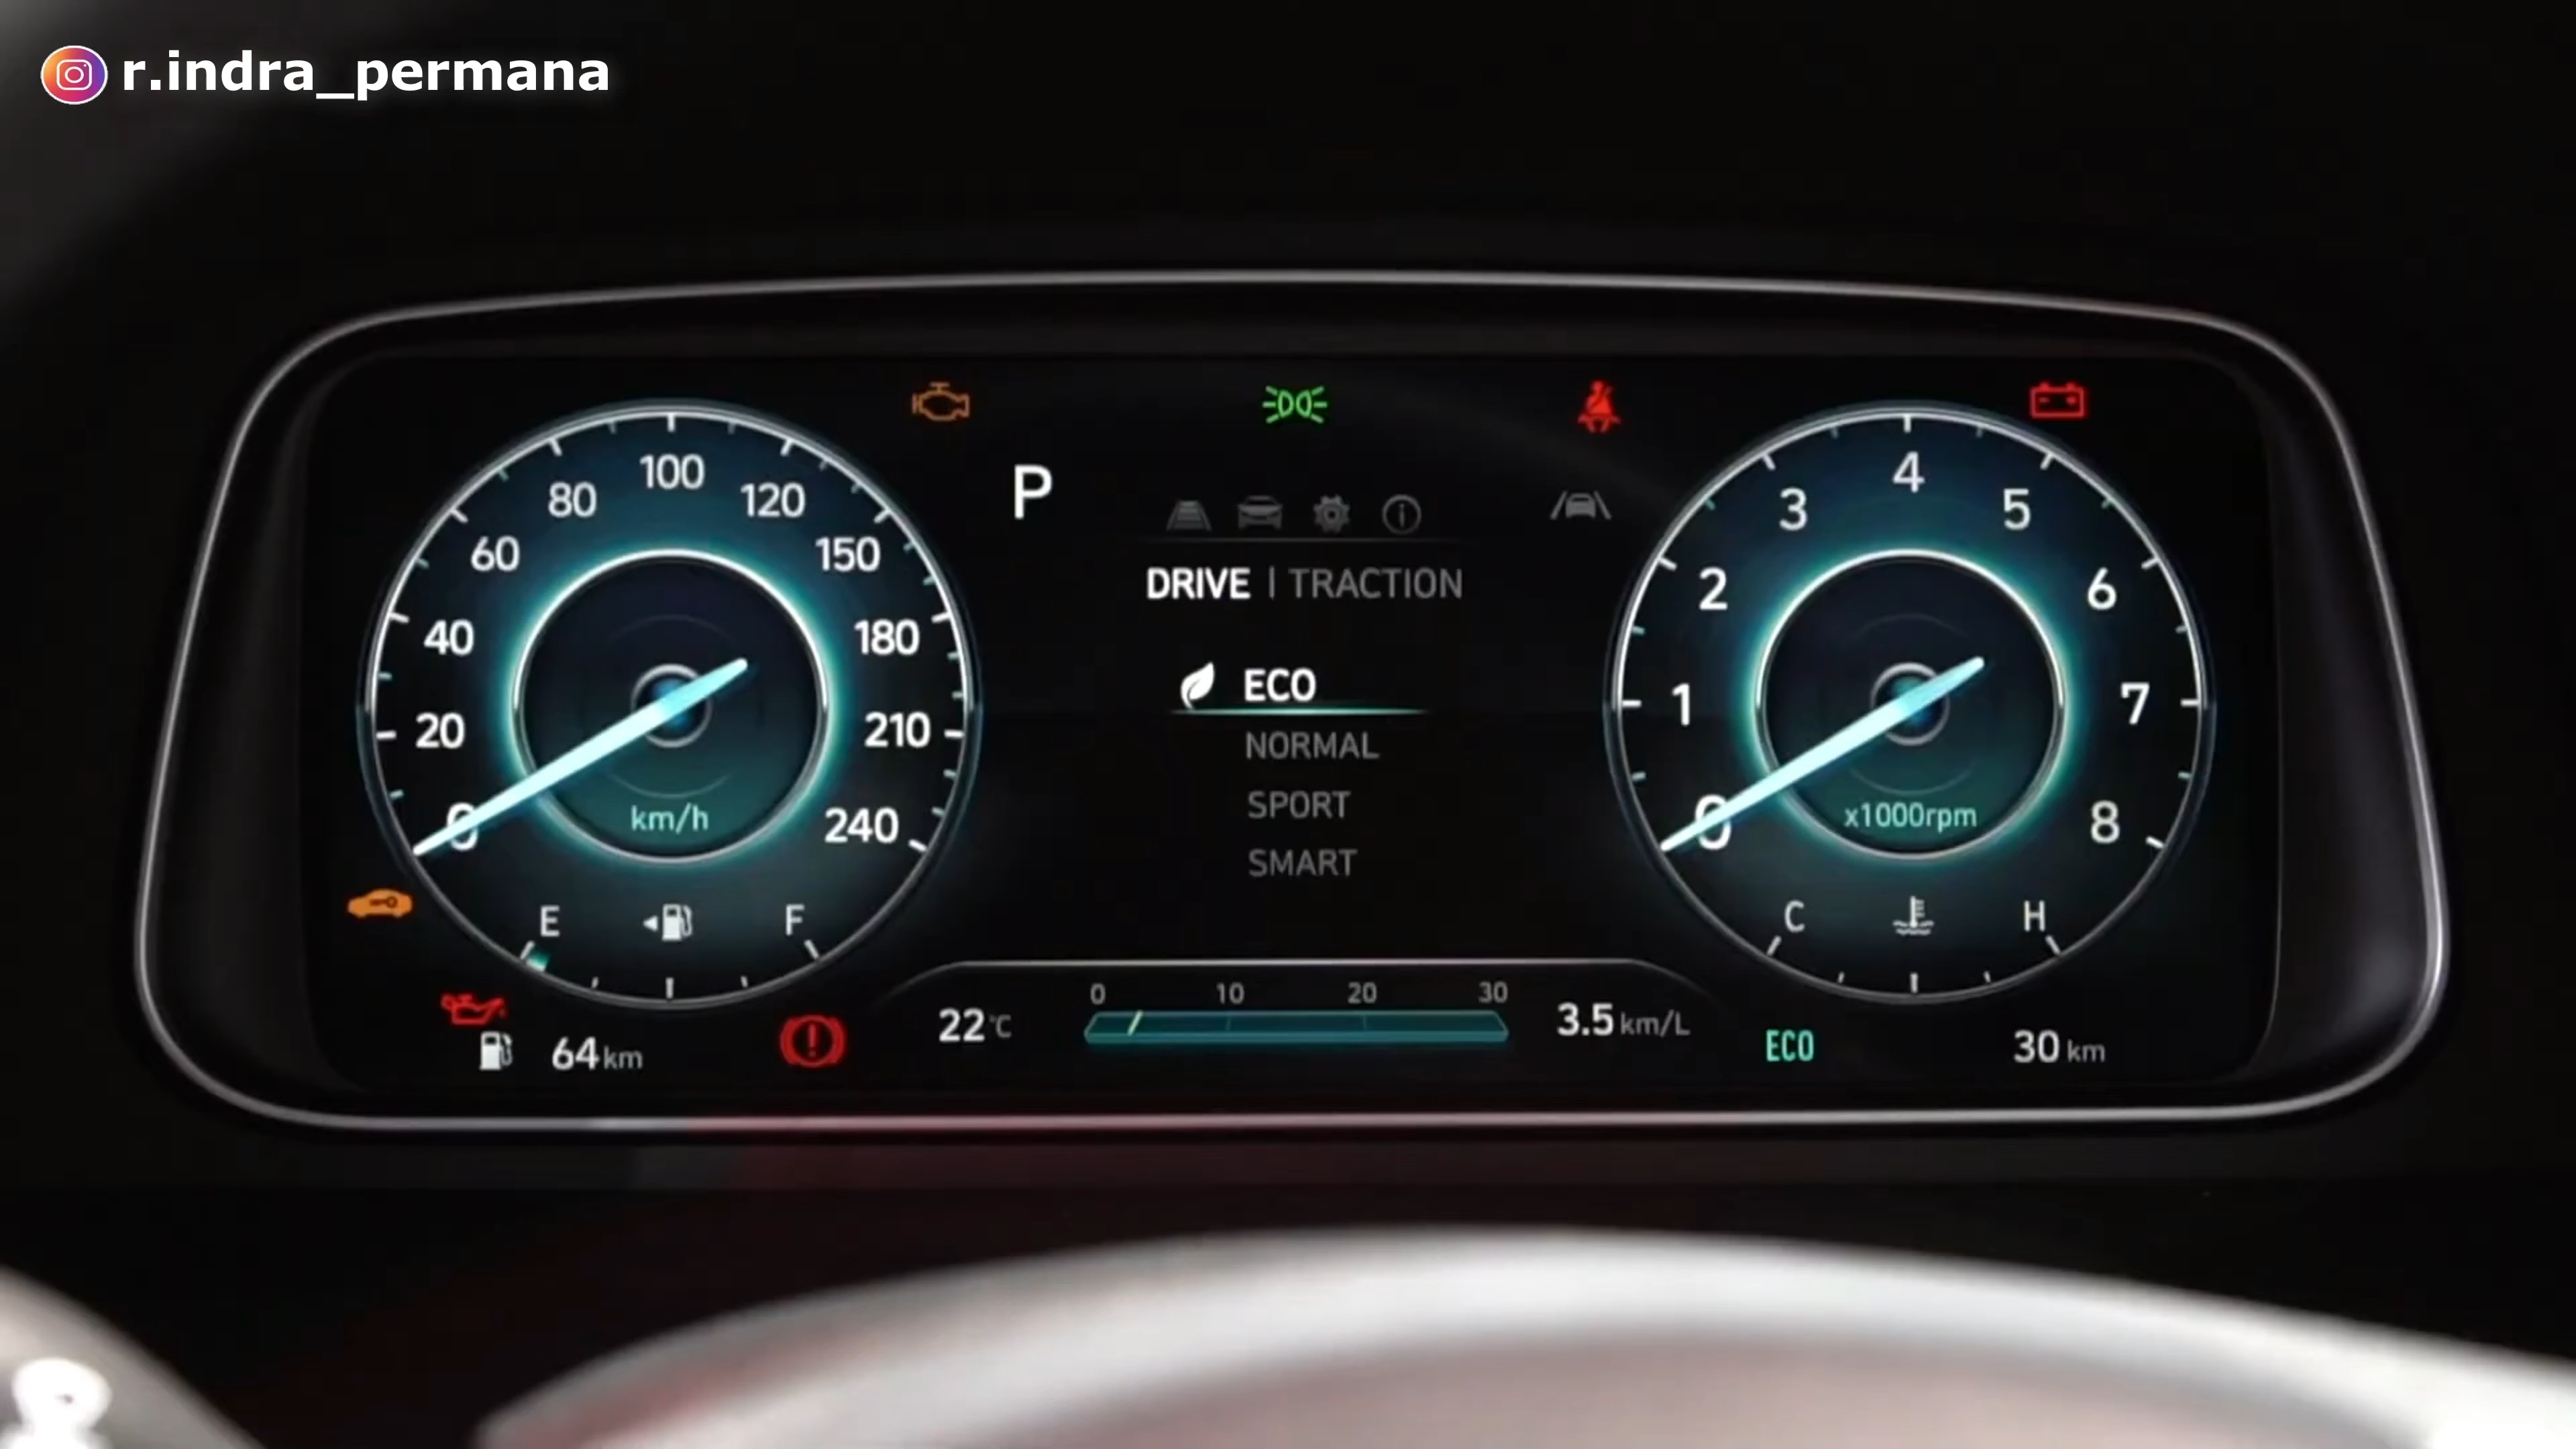 r.indra_permana
0
20
40
60
80
100
120
150
180
210
240
km/h
E F
64km
P
DRIVE | TRACTION
ECO
NORMAL
SPORT
SMART
22°C
0 10 20 30
3.5 km/L
0
1
2
3
4
5
6
7
8
x1000rpm
C H
ECO
30 km